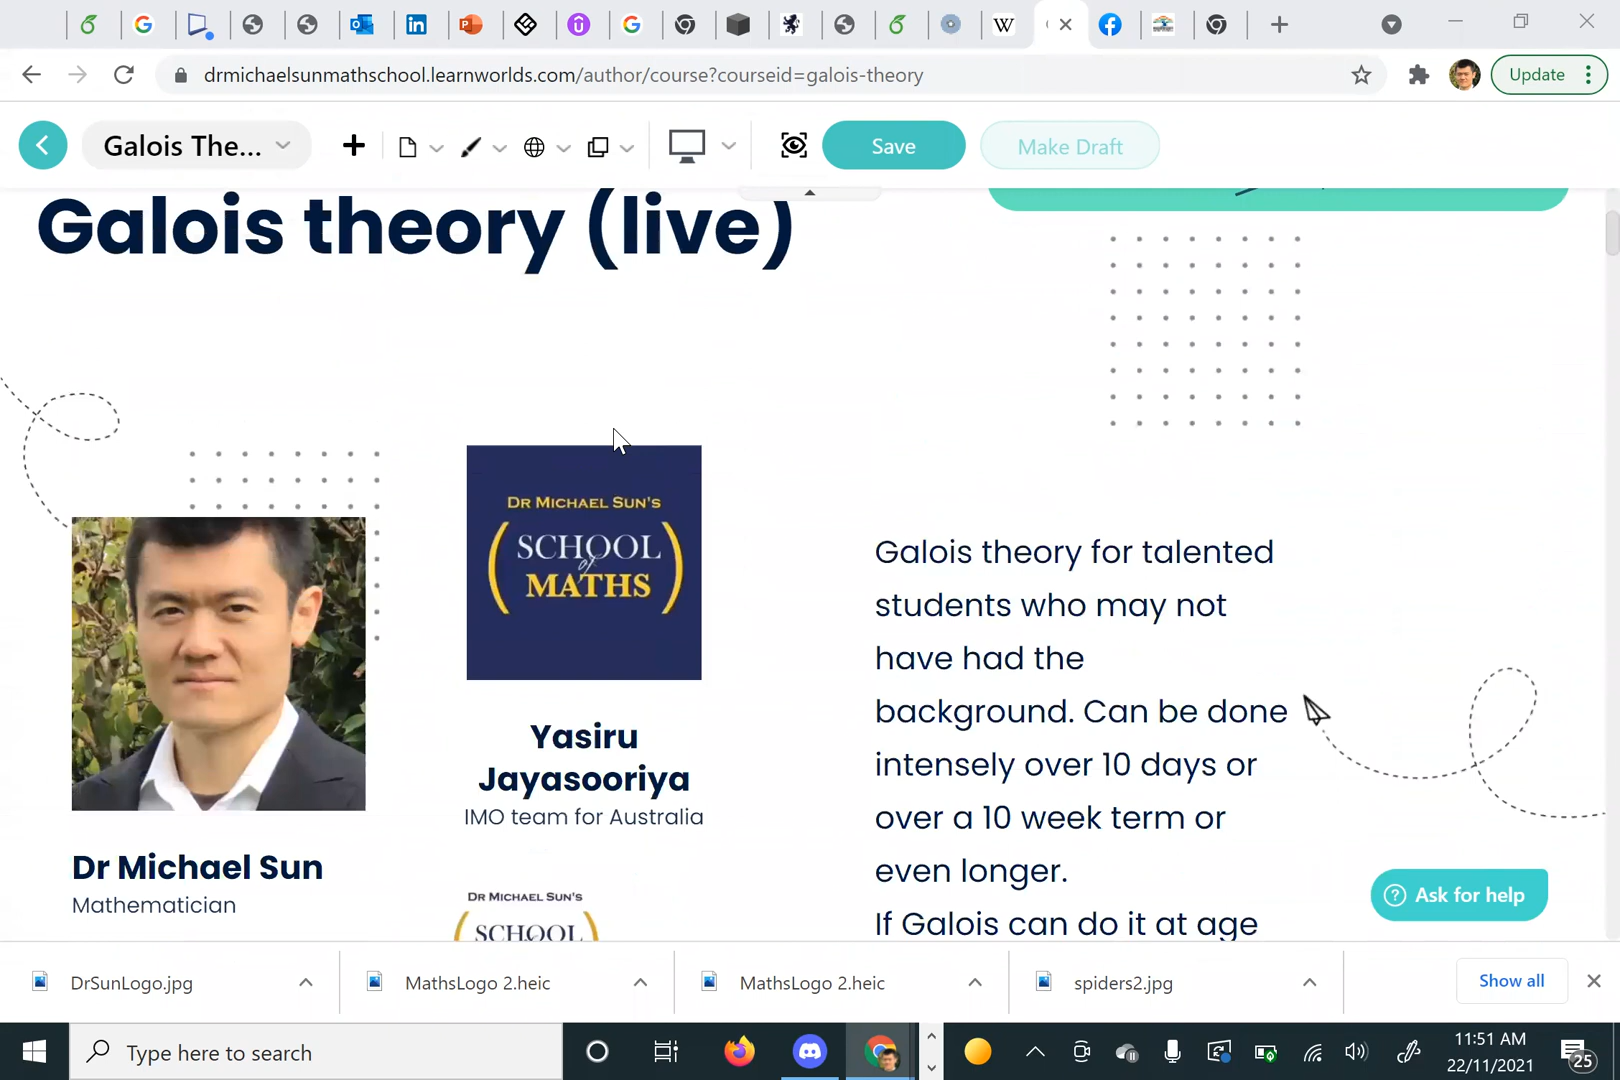 drmichaelsunmathschool.learnworlds.com/author/course?courseid=galois-theory
Update
Galois The...
Save
Make Draft
Galois theory (live)
DR MICHAEL SUN'S
SCHOOL
of
MATHS
Yasiru
Jayasooriya
IMO team for Australia
Dr Michael Sun
Mathematician
DR MICHAEL SUN'S
SCHOOL
Galois theory for talented
students who may not
have had the
background. Can be done
intensely over 10 days or
over a 10 week term or
even longer.
If Galois can do it at age
Ask for help
DrSunLogo.jpg
MathsLogo 2.heic
MathsLogo 2.heic
spiders2.jpg
Show all
Type here to search
11:51 AM
22/11/2021
25